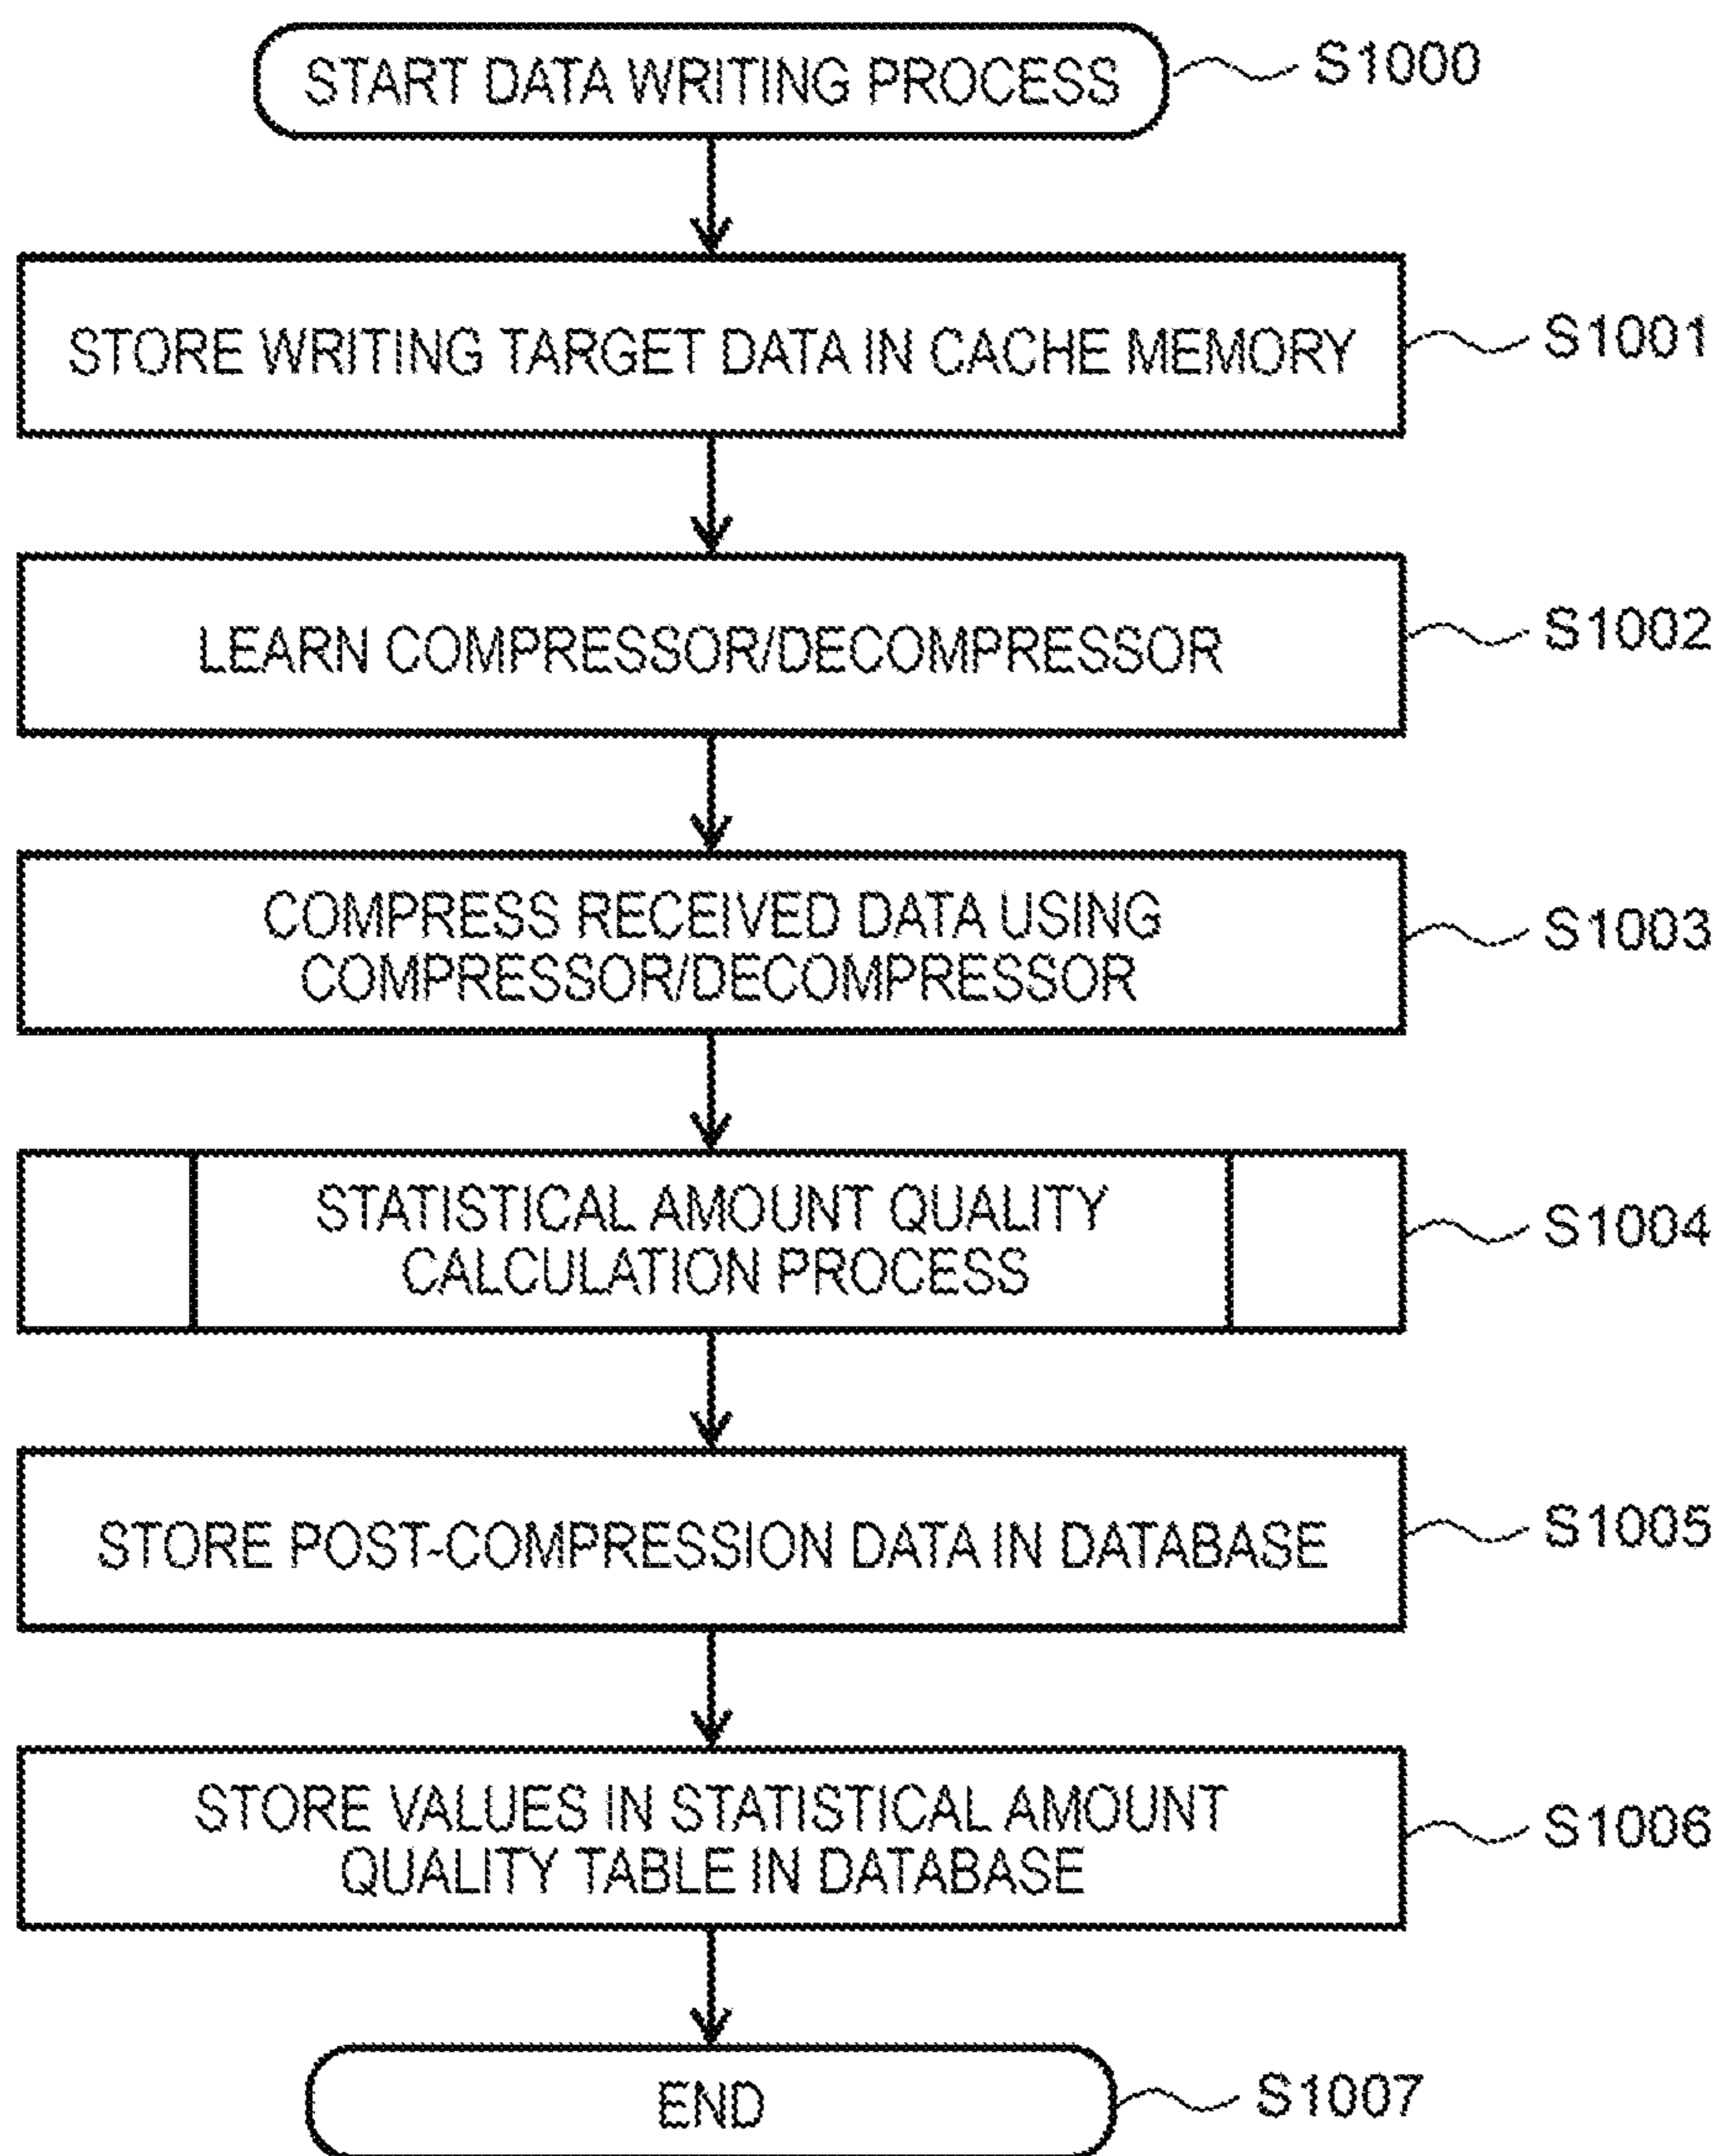 START DATA WRITING PROCESS
S1000
STORE WRITING TARGET DATA IN CACHE MEMORY
S1001
LEARN COMPRESSOR/DECOMPRESSOR
S1002
COMPRESS RECEIVED DATA USING
COMPRESSOR/DECOMPRESSOR
S1003
STATISTICAL AMOUNT QUALITY
CALCULATION PROCESS
S1004
STORE POST-COMPRESSION DATA IN DATABASE
S1005
STORE VALUES IN STATISTICAL AMOUNT
QUALITY TABLE IN DATABASE
S1006
END
S1007